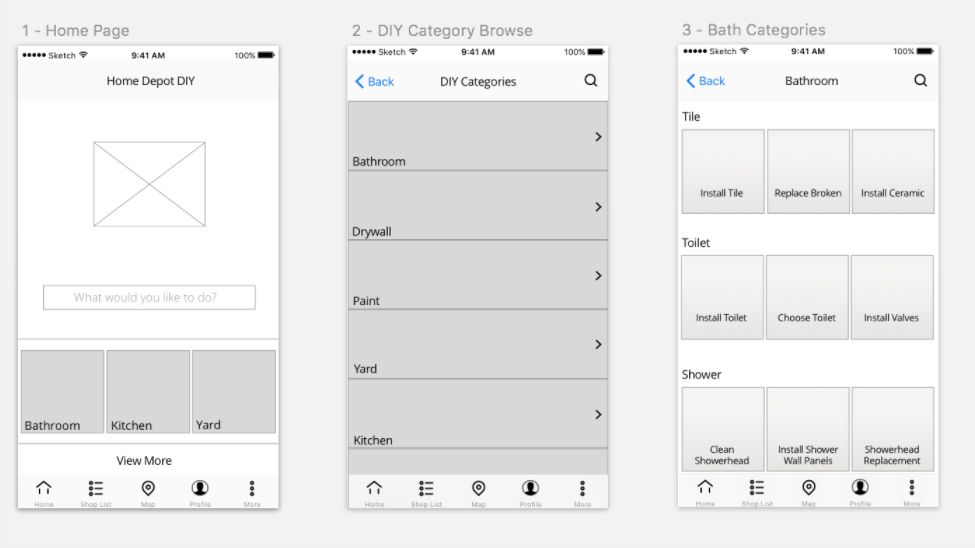 1 - Home Page
Sketch 9:41 AM 100%
Home Depot DIY
What would you like to do?
Bathroom Kitchen Yard
View More
Home Shop List Map Profile More
2 - DIY Category Browse
Sketch 9:41 AM 100%
Back DIY Categories
Bathroom
Drywall
Paint
Yard
Kitchen
Home Shop List Map Profile More
3 - Bath Categories
Sketch 9:41 AM 100%
Back Bathroom
Tile
Install Tile Replace Broken Install Ceramic
Toilet
Install Toilet Choose Toilet Install Valves
Shower
Clean Showerhead
Install Shower Wall Panels
Showerhead Replacement
Home Shop List Map Profile More